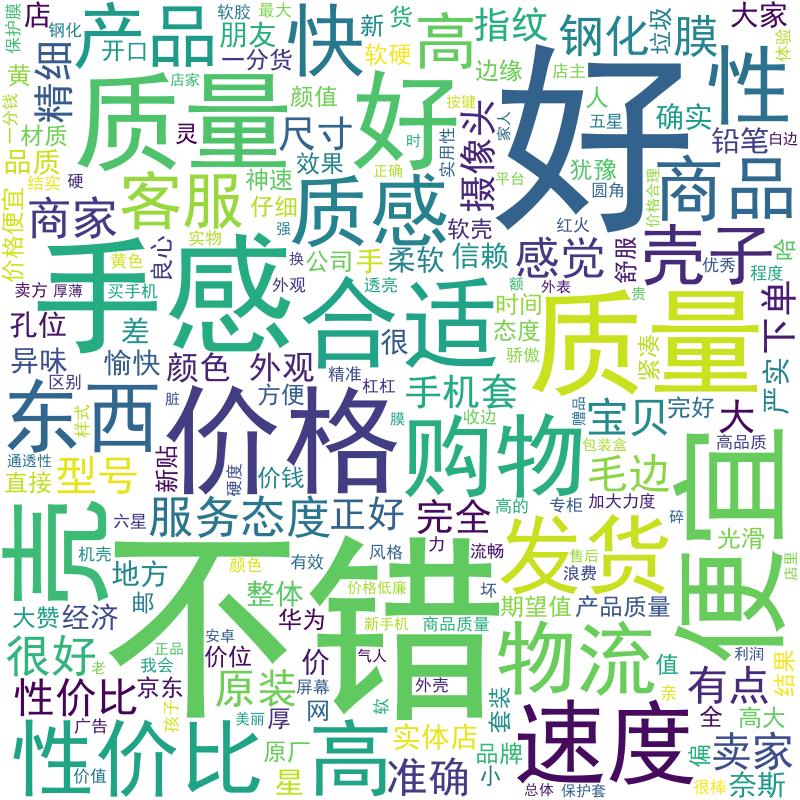 保护膜
店
钢化
产品
软胶
最大
朋友
开口
快
新
货
高
指纹
钢化
膜
垃圾
大家
体验
黄
精细
店家
一分货
软硬
边缘
店主
人
性
一分钱
材质
质量
灵
颜值
尺寸
好
时
按键
实用性
家人
好
五星
确实
铅笔
白边
品质
结实
硬
客服
效果
神速
正确
摄像头
平台
犹豫
圆角
价格合理
商品
价格便宜
商家
实物
仔细
质感
软壳
红火
黄色
良心
强
换
公司
手
柔软
信赖
感觉
舒服
壳子
优秀
哈
程度
卖方
厚薄
买手机
手感
外观
透亮
合适
时间
额
外表
贵
下单
孔位
差
很
态度
骄傲
质量
紧凑
异味
愉快
颜色
外观
精准
杠杠
手机套
严实
区别
方便
膜
收边
赠品
宝贝
完好
大
东西
样式
脏
价格
购物
包装盒
高品质
通透性
直接
型号
新贴
硬度
价钱
毛边
便宜
壳
六星
服务态度
正好
完全
高的
专柜
加大力度
碎
光滑
机壳
地方
不错
有效
风格
力
流畅
发货
售后
浪费
店里
颜色
邮
大赞
经济
整体
价格低廉
坏
期望值
产品质量
很好
正品
安卓
华为
新手机
商品质量
物流
值
利润
结果
老
我会
价位
价
气人
性价比
京东
原装
屏幕
外壳
套装
有点
亲
孩子
美丽
厚
网
软
速度
全
高大
广告
性价比
高
原厂
实体店
品牌
偏
卖家
价值
星
准确
小
总体
保护套
很棒
奈斯